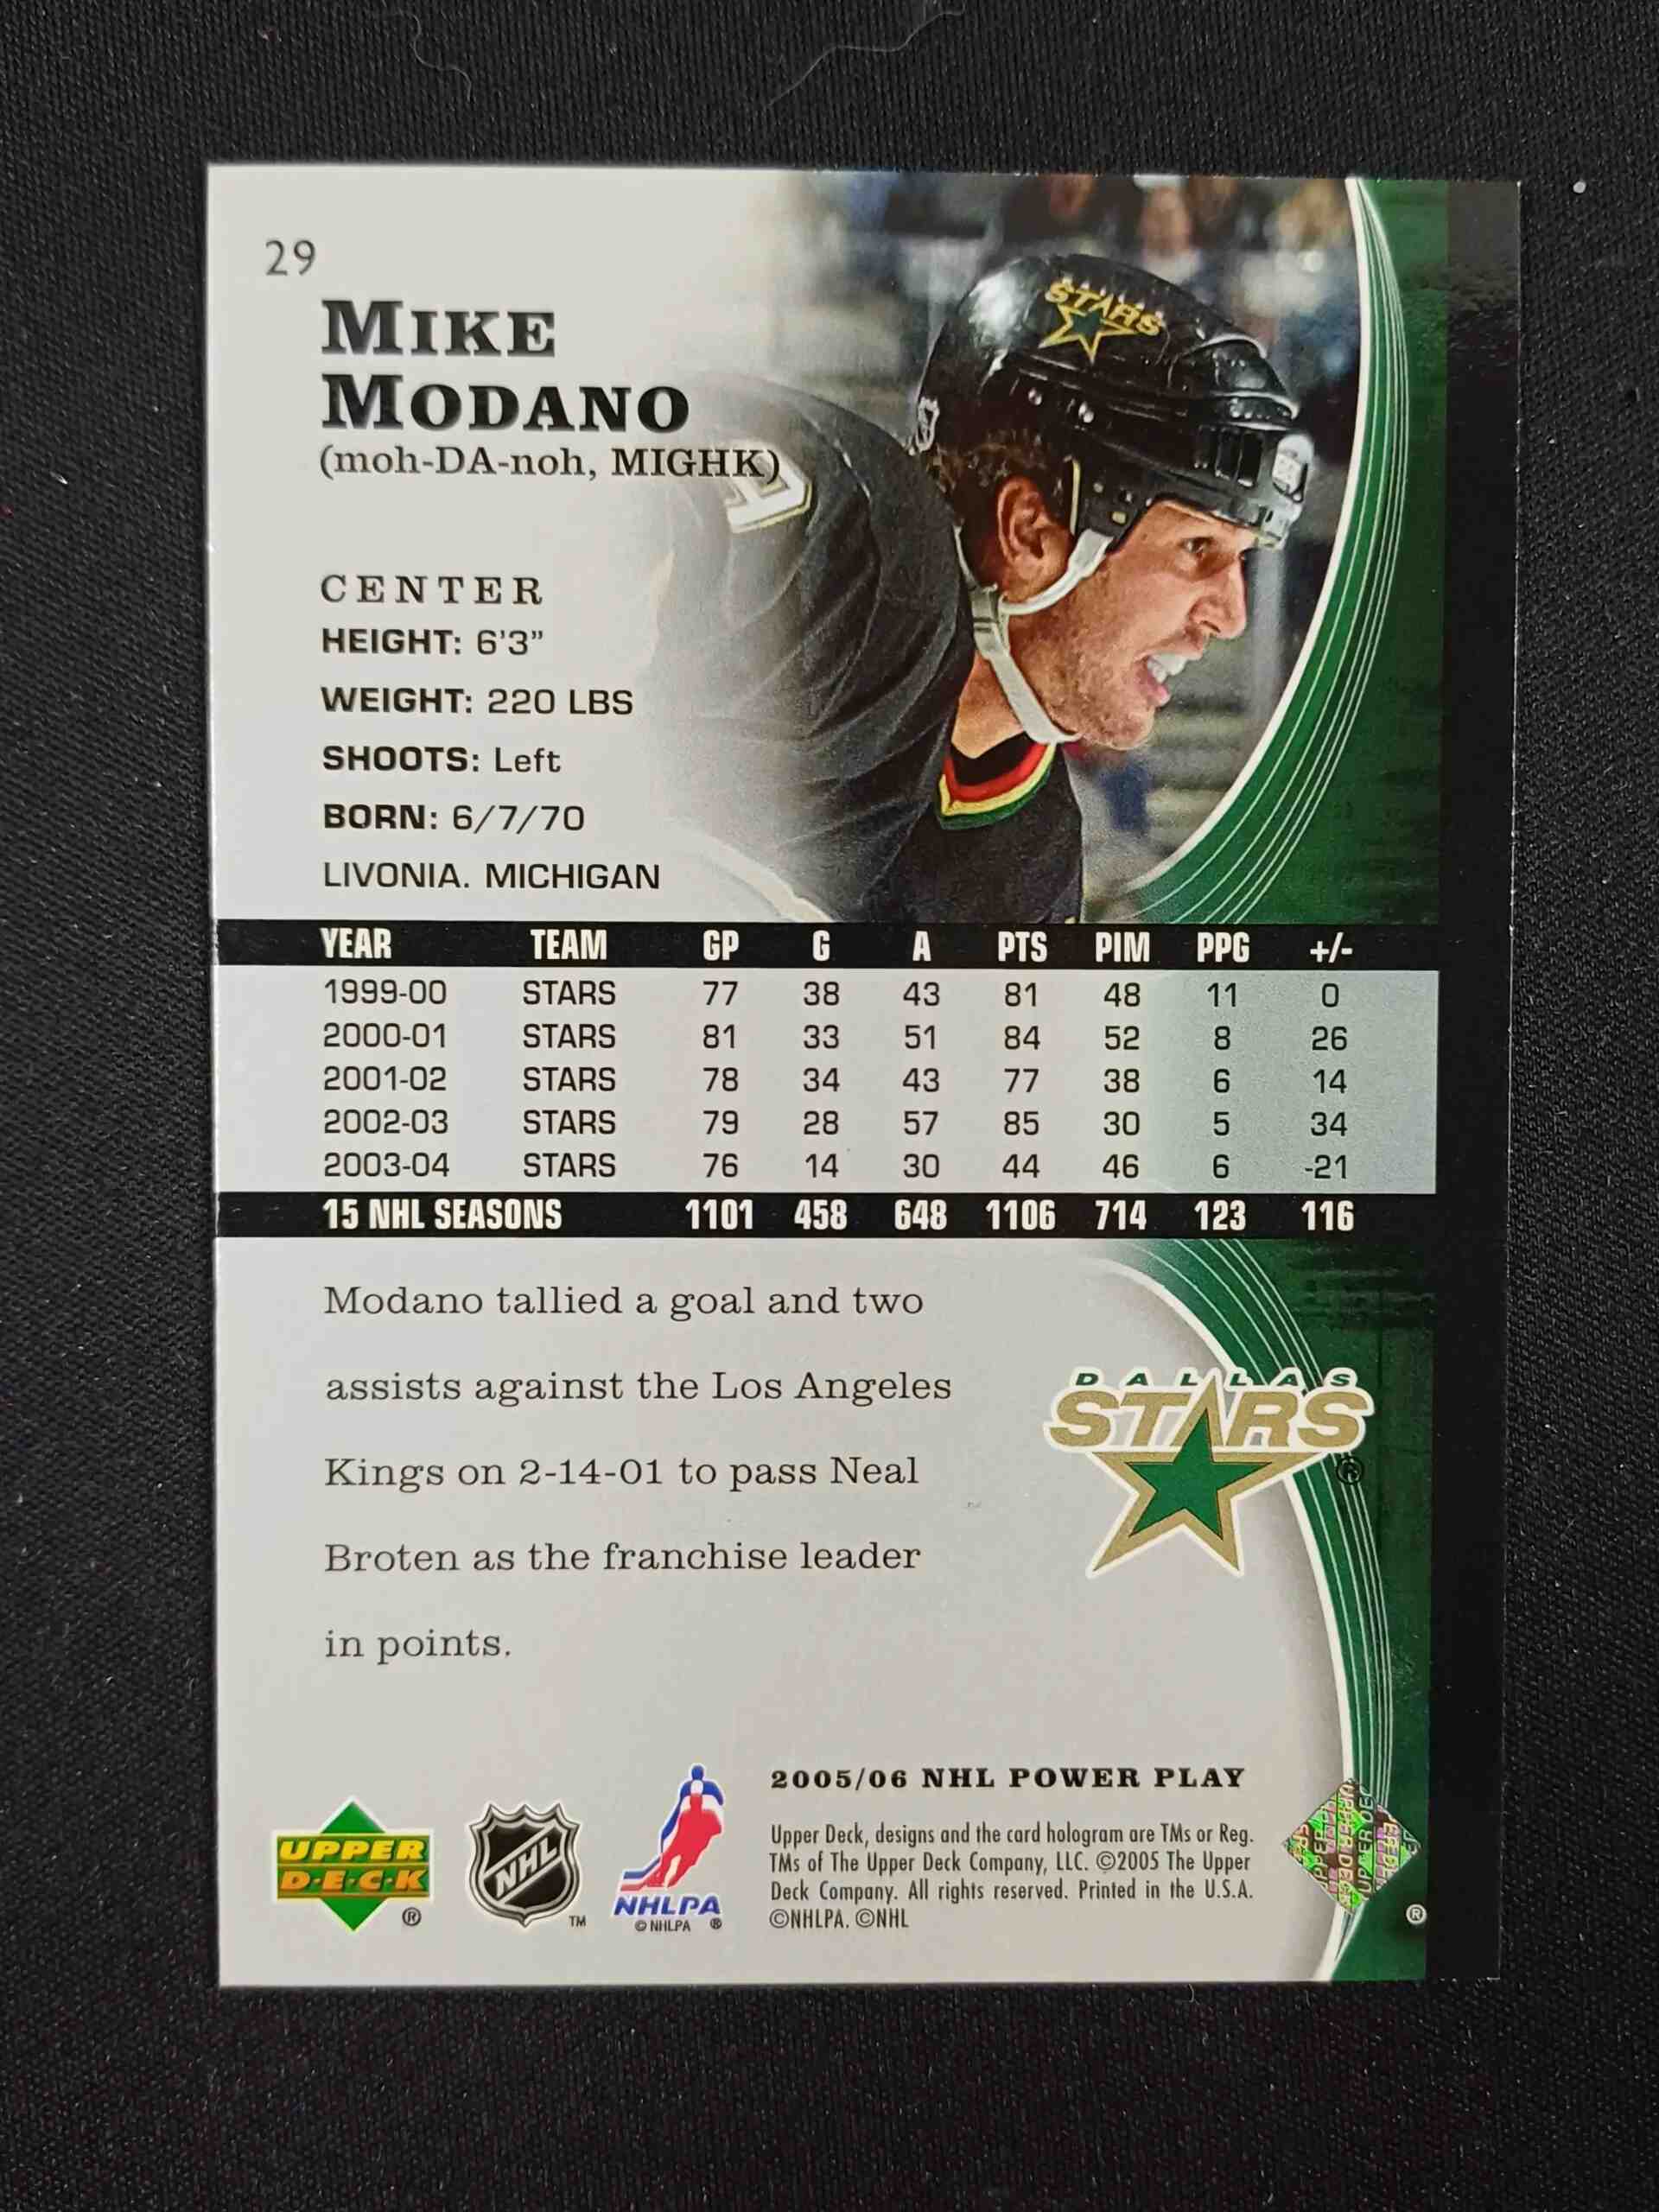 29
STARS
MIKE
MODANO
(moh-DA-noh, MIGHK)
CENTER
HEIGHT: 6'3"
WEIGHT: 220 LBS
SHOOTS: Left
BORN: 6/7/70
LIVONIA. MICHIGAN
YEAR TEAM GP G A PTS PIM PPG +/-
1999-00 STARS 77 38 43 81 48 11 0
2000-01 STARS 81 33 51 84 52 8 26
2001-02 STARS 78 34 43 77 38 6 14
2002-03 STARS 79 28 57 85 30 5 34
2003-04 STARS 76 14 30 44 46 6 -21
15 NHL SEASONS 1101 458 648 1106 714 123 116
Modano tallied a goal and two
assists against the Los Angeles
Kings on 2-14-01 to pass Neal
Broten as the franchise leader
in points.
DALLAS
STARS
®
2005/06 NHL POWER PLAY
Upper Deck, designs and the card hologram are TMs or Reg.
TMs of The Upper Deck Company, LLC. ©2005 The Upper
Deck Company. All rights reserved. Printed in the U.S.A.
©NHLPA. ©NHL
UPPER
D·E·C·K
®
NHL
TM
NHLPA
© NHLPA ®
UPPER DECK
®